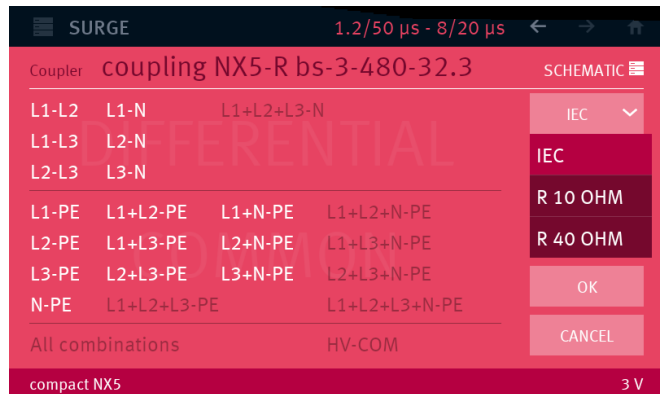 SURGE 1.2/50 µs - 8/20 µs
Coupler coupling NX5-R bs-3-480-32.3 SCHEMATIC
L1-L2 L1-N L1+L2+L3-N IEC
L1-L3 L2-N IEC
L2-L3 L3-N
DIFFERENTIAL
R 10 OHM
L1-PE L1+L2-PE L1+N-PE L1+L2+N-PE
L2-PE L1+L3-PE L2+N-PE L1+L3+N-PE R 40 OHM
COMMON
L3-PE L2+L3-PE L3+N-PE L2+L3+N-PE OK
N-PE L1+L2+L3-PE L1+L2+L3+N-PE
All combinations HV-COM CANCEL
compact NX5 3 V